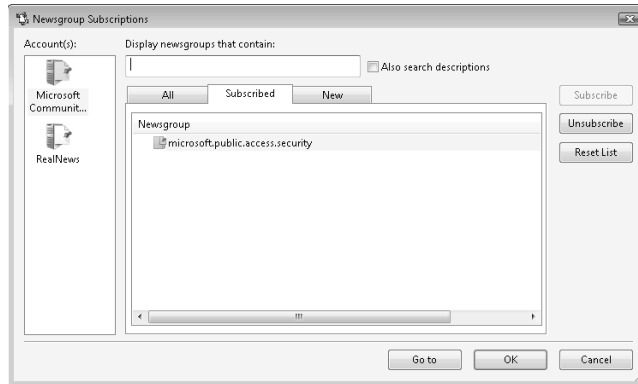 Newsgroup Subscriptions
Account(s):
Display newsgroups that contain:
Also search descriptions
Microsoft
Communit...
RealNews
All
Subscribed
New
Newsgroup
microsoft.public.access.security
Subscribe
Unsubscribe
Reset List
Go to
OK
Cancel